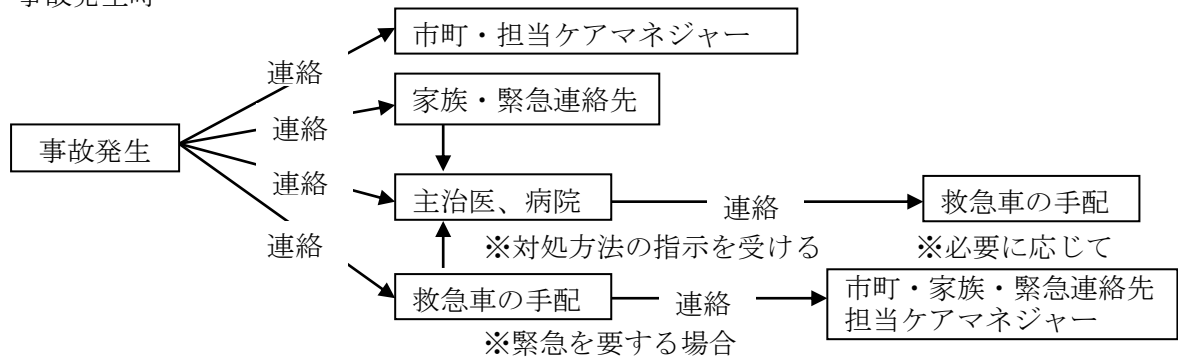 事故発生時
市町・担当ケアマネジャー
連絡
家族・緊急連絡先
連絡
事故発生
連絡
主治医、病院
連絡
救急車の手配
※対処方法の指示を受ける
※必要に応じて
連絡
救急車の手配
連絡
市町・家族・緊急連絡先
担当ケアマネジャー
※緊急を要する場合